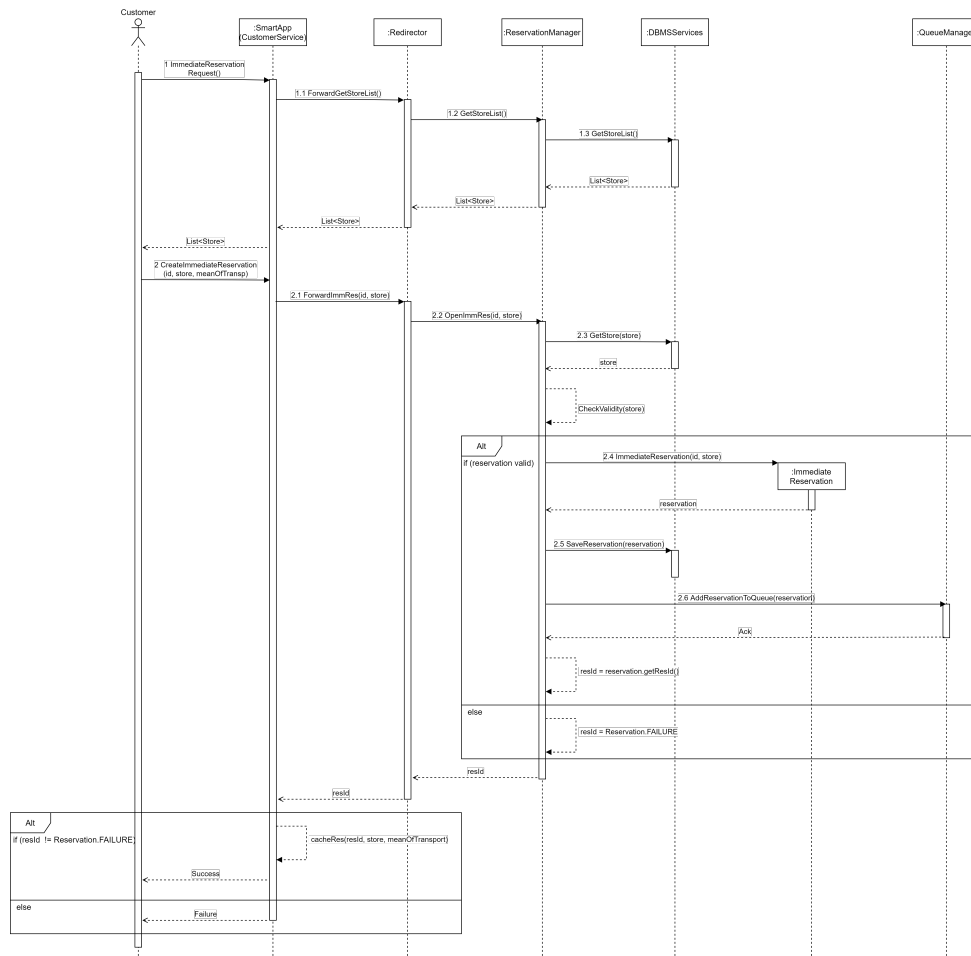 Customer
:SmartApp
(CustomerService)
:Redirector
:ReservationManager
:DBMSServices
:QueueManage
1 ImmediateReservation
Request()
1.1 ForwardGetStoreList()
1.2 GetStoreList()
1.3 GetStoreList()
List<Store>
List<Store>
List<Store>
List<Store>
2 CreateImmediateReservation
(id, store, meanOfTransp)
2.1 ForwardImmRes(id, store)
2.2 OpenImmRes(id, store)
2.3 GetStore(store)
store
CheckValidity(store)
Alt
if (reservation valid)
2.4 ImmediateReservation(id, store)
:Immediate
Reservation
reservation
2.5 SaveReservation(reservation)
2.6 AddReservationToQueue(reservation)
Ack
resId = reservation.getResId()
else
resId = Reservation.FAILURE
resId
resId
Alt
if (resId != Reservation.FAILURE)
cacheRes(resId, store, meanOfTransport)
Success
else
Failure